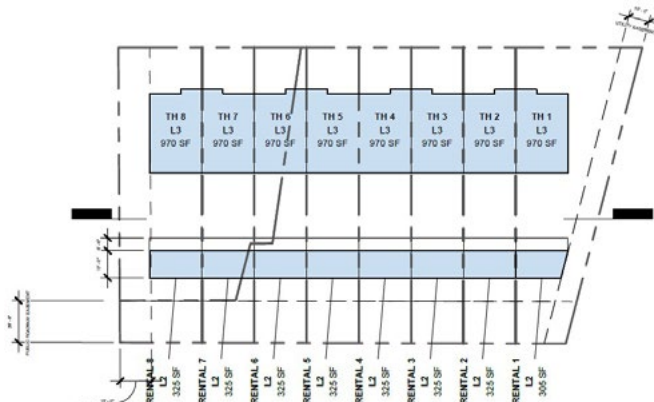 TH 8
L3
970 SF
TH 7
L3
970 SF
TH 6
L3
970 SF
TH 5
L3
970 SF
TH 4
L3
970 SF
TH 3
L3
970 SF
TH 2
L3
970 SF
TH 1
L3
970 SF
RENTAL 8
L2
325 SF
RENTAL 7
L2
325 SF
RENTAL 6
L2
325 SF
RENTAL 5
L2
325 SF
RENTAL 4
L2
325 SF
RENTAL 3
L2
325 SF
RENTAL 2
L2
325 SF
RENTAL 1
L2
305 SF